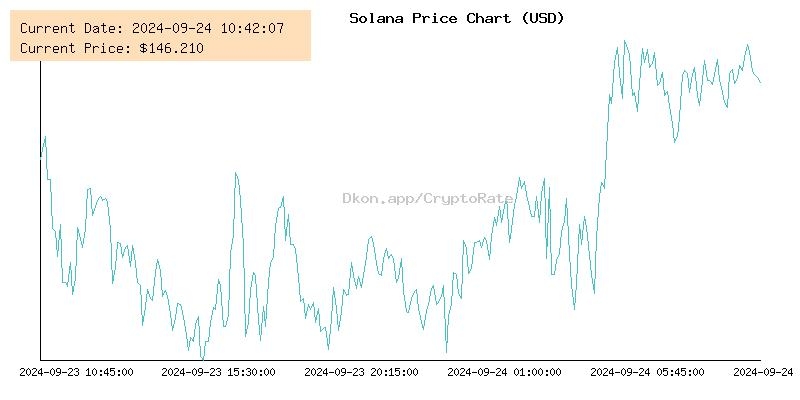 Solana Price Chart (USD)
Current Date: 2024-09-24 10:42:07
Current Price: $146.210
Dkon.app/CryptoRate
2024-09-23 10:45:00
2024-09-23 15:30:00
2024-09-23 20:15:00
2024-09-24 01:00:00
2024-09-24 05:45:00
2024-09-24